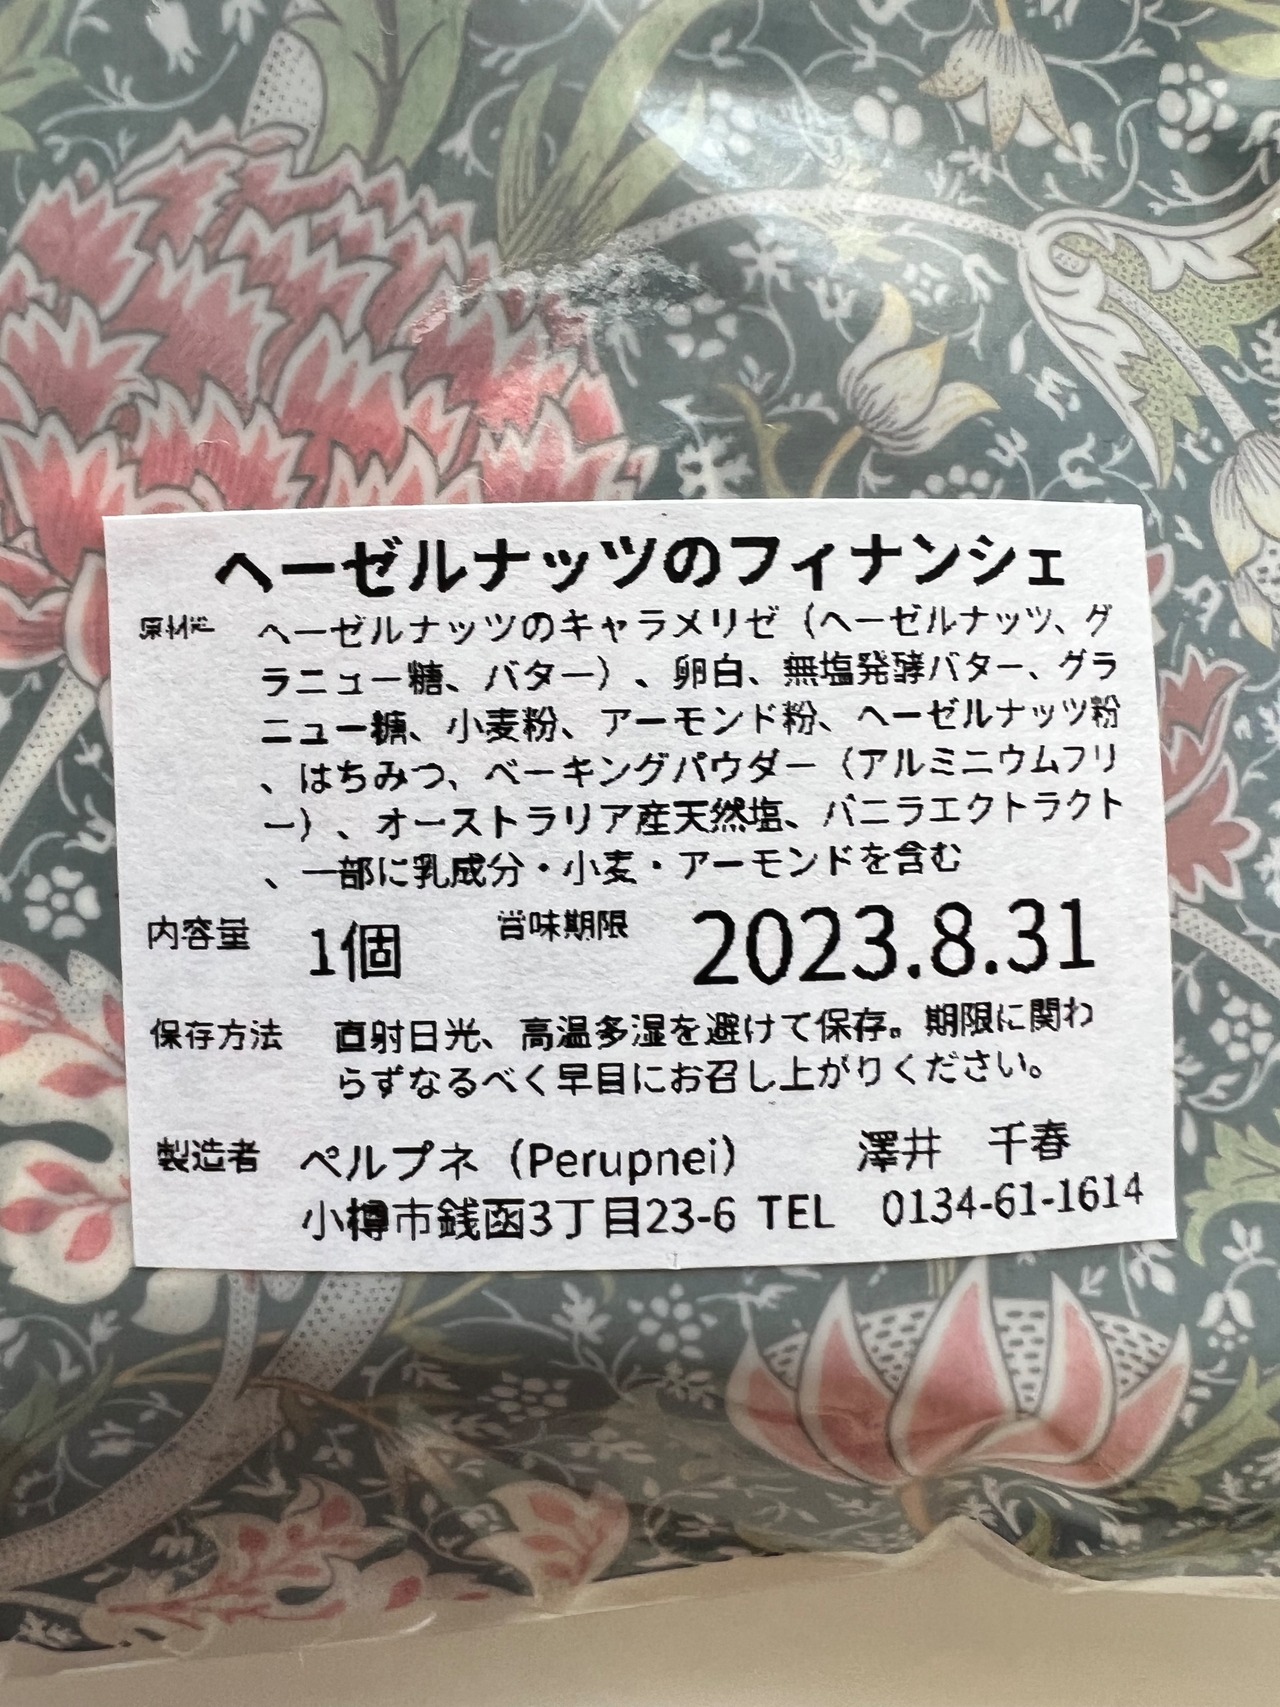 ヘーゼルナッツのフィナンシェ
原材料 ヘーゼルナッツのキャラメリゼ（ヘーゼルナッツ、グ
ラニュー糖、バター）、卵白、無塩発酵バター、グラ
ニュー糖、小麦粉、アーモンド粉、ヘーゼルナッツ粉
、はちみつ、ベーキングパウダー（アルミニウムフリ
ー）、オーストラリア産天然塩、バニラエクトラクト
、一部に乳成分・小麦・アーモンドを含む
内容量 1個 賞味期限 2023.8.31
保存方法 直射日光、高温多湿を避けて保存。期限に関わ
らずなるべく早目にお召し上がりください。
製造者 ペルプネ（Perupnei） 澤井 千春
小樽市銭函3丁目23-6 TEL 0134-61-1614